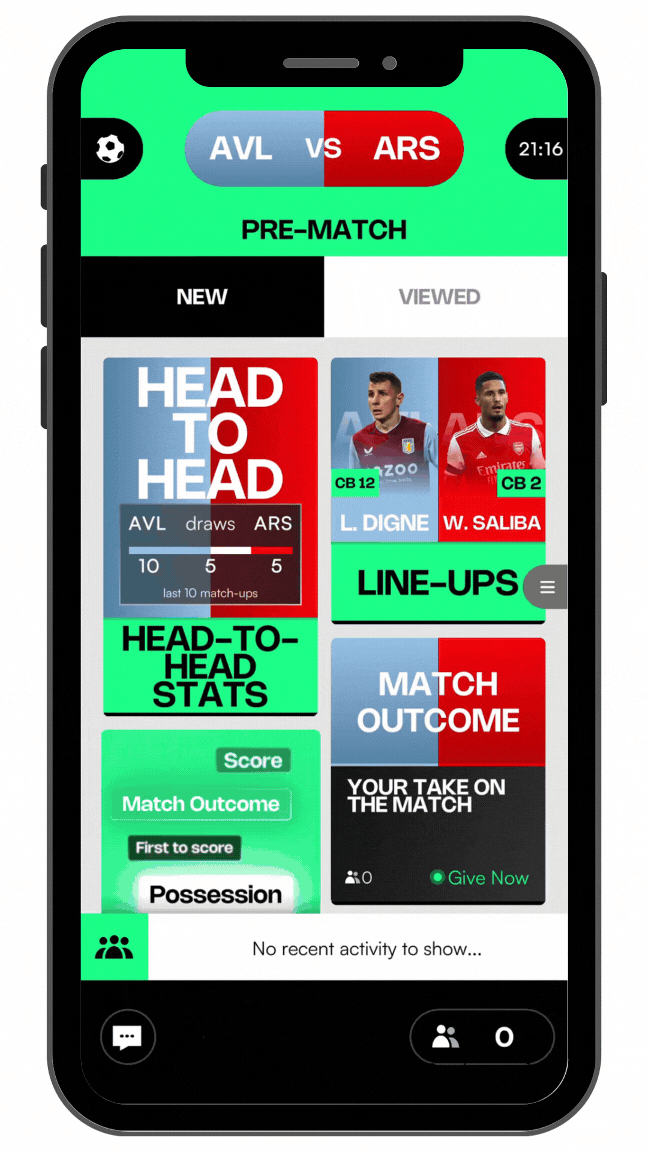 AVL VS ARS
21:16
PRE-MATCH
NEW
VIEWED
HEAD
TO
HEAD
AVL draws ARS
10 5 5
last 10 match-ups
HEAD-TO-
HEAD
STATS
CB 12
CB 2
L. DIGNE
W. SALIBA
LINE-UPS
MATCH
OUTCOME
YOUR TAKE ON
THE MATCH
0
Give Now
Score
Match Outcome
First to score
Possession
No recent activity to show...
0